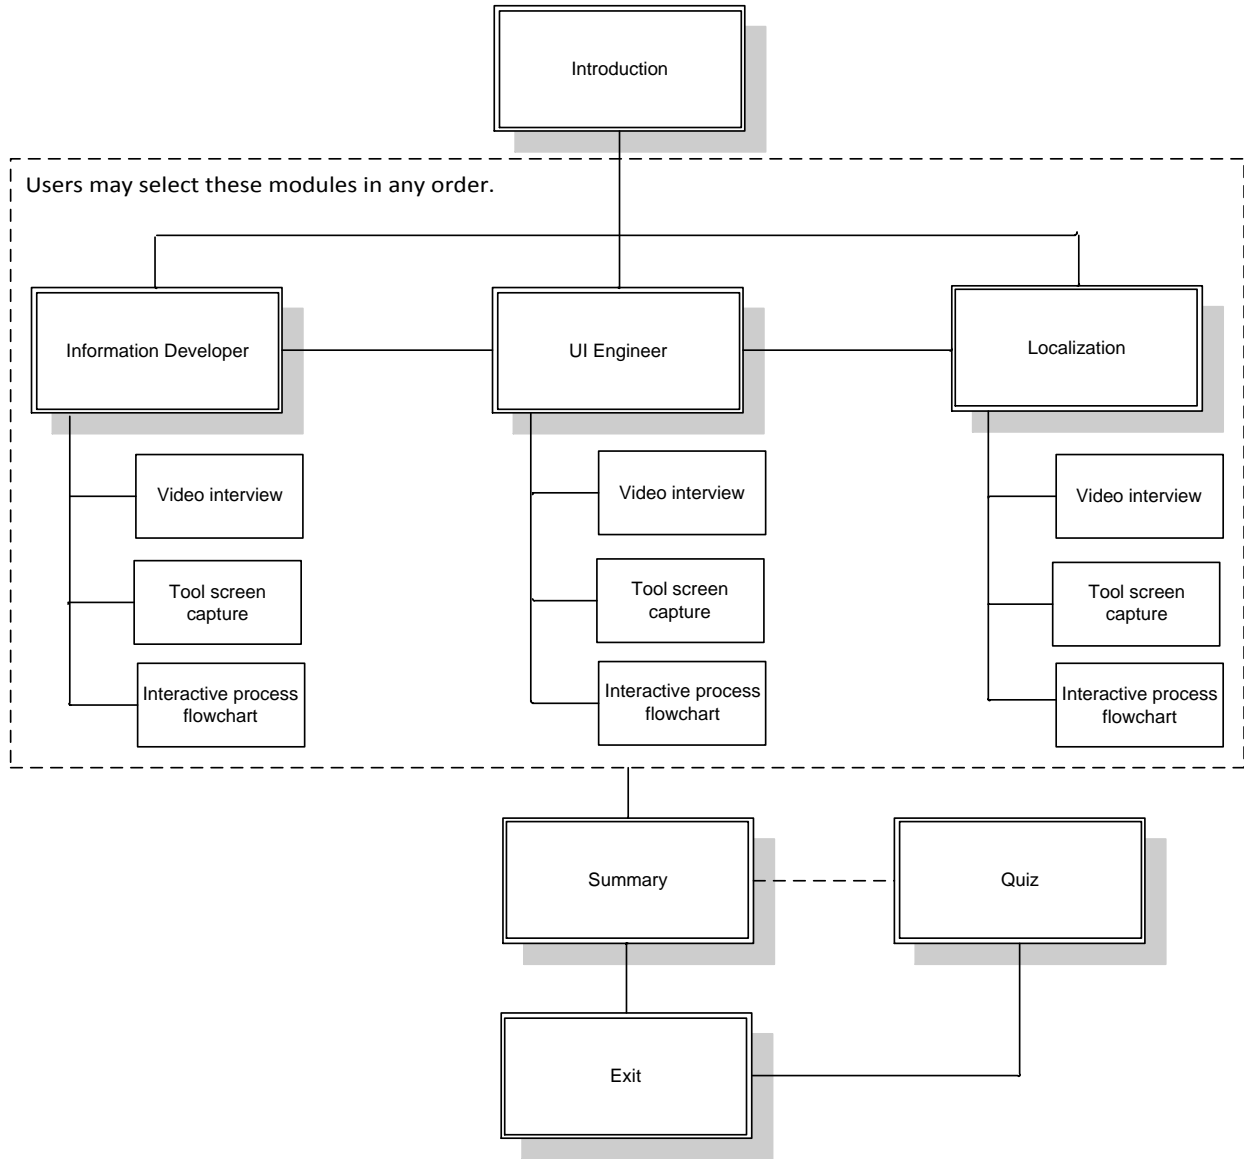 Introduction
Users may select these modules in any order.
Information Developer
UI Engineer
Localization
Video interview
Tool screen
capture
Interactive process
flowchart
Video interview
Tool screen
capture
Interactive process
flowchart
Video interview
Tool screen
capture
Interactive process
flowchart
Summary
Quiz
Exit